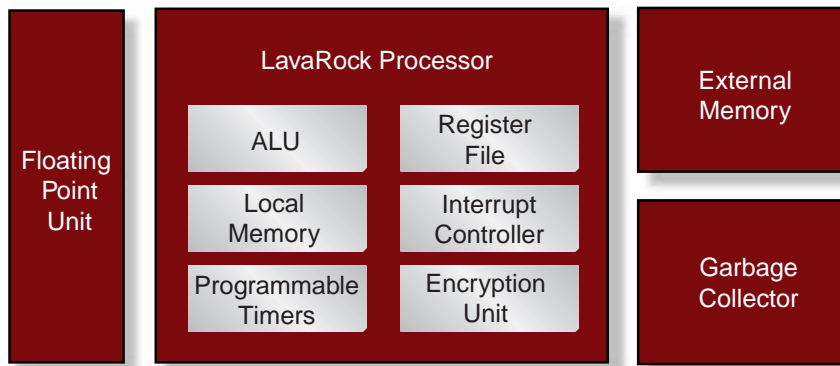 Floating
Point
Unit
LavaRock Processor
ALU
Register
File
Local
Memory
Interrupt
Controller
Programmable
Timers
Encryption
Unit
External
Memory
Garbage
Collector